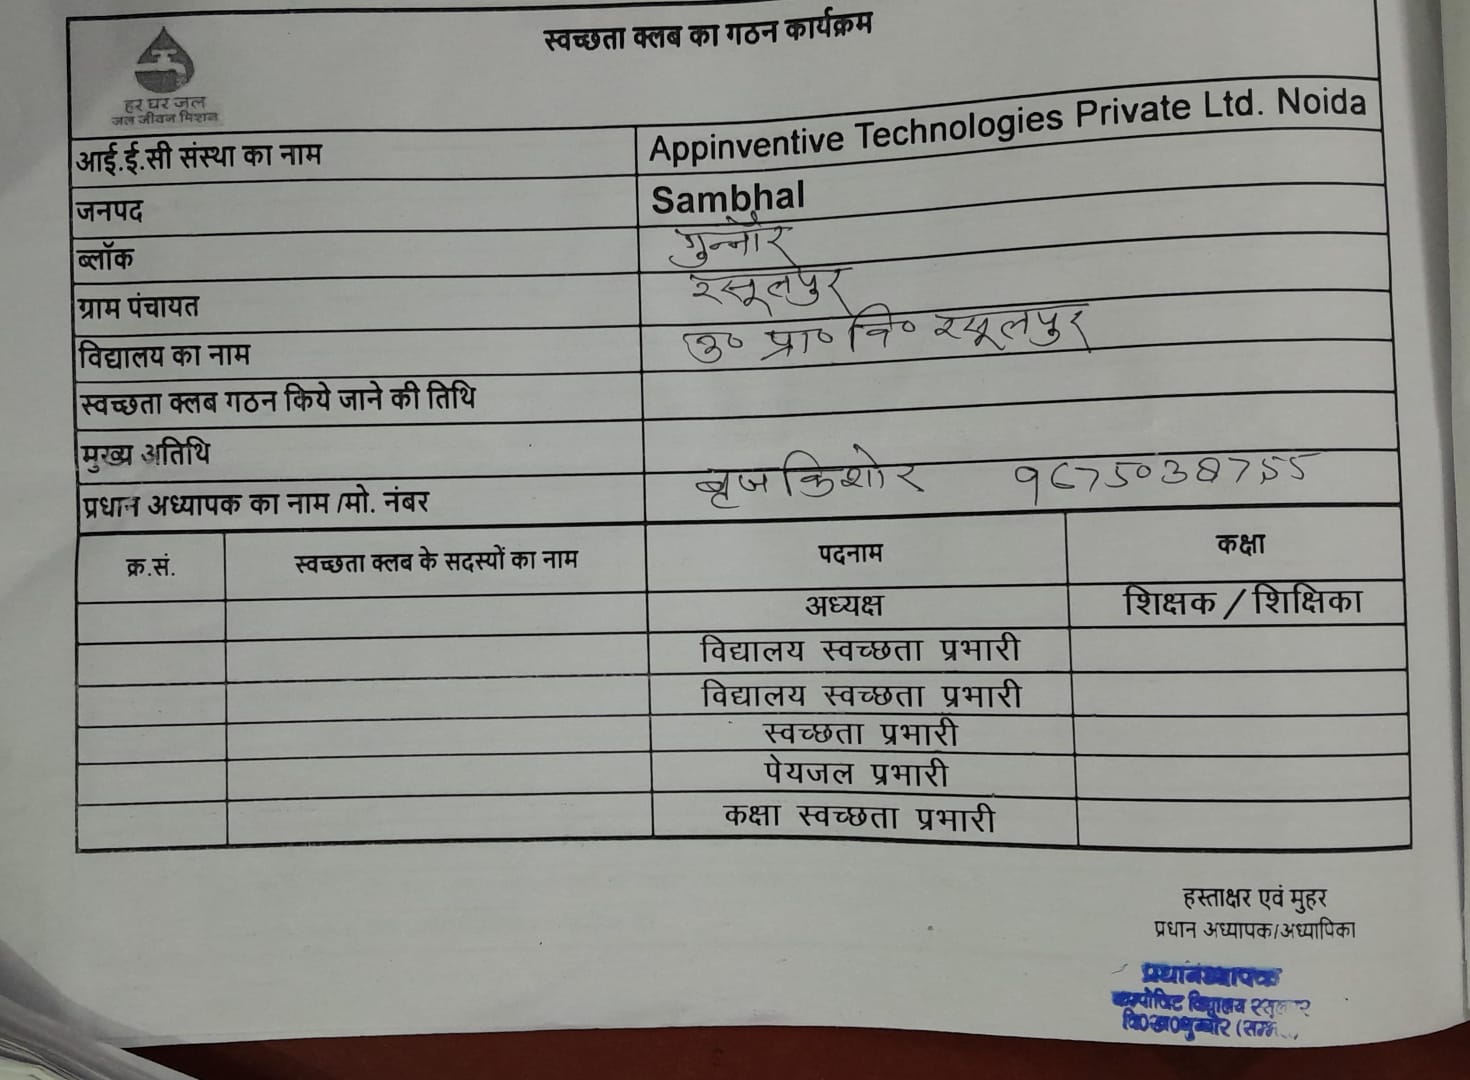 स्वच्छता क्लब का गठन कार्यक्रम
हर घर जल
जल जीवन मिशन
आई.ई.सी संस्था का नाम Appinventive Technologies Private Ltd. Noida
जनपद Sambhal
ब्लॉक गुन्नौर
ग्राम पंचायत रसूलपुर
विद्यालय का नाम उ० प्रा० वि० रसूलपुर
स्वच्छता क्लब गठन किये जाने की तिथि
मुख्य अतिथि
प्रधान अध्यापक का नाम /मो. नंबर बृजकिशोर 9675038755
क्र.सं. स्वच्छता क्लब के सदस्यों का नाम पदनाम कक्षा
अध्यक्ष शिक्षक / शिक्षिका
विद्यालय स्वच्छता प्रभारी
विद्यालय स्वच्छता प्रभारी
स्वच्छता प्रभारी
पेयजल प्रभारी
कक्षा स्वच्छता प्रभारी
हस्ताक्षर एवं मुहर
प्रधान अध्यापक/अध्यापिका
प्रधानाध्यापक
कम्पोजिट विद्यालय
वि०ख०गुन्नौर